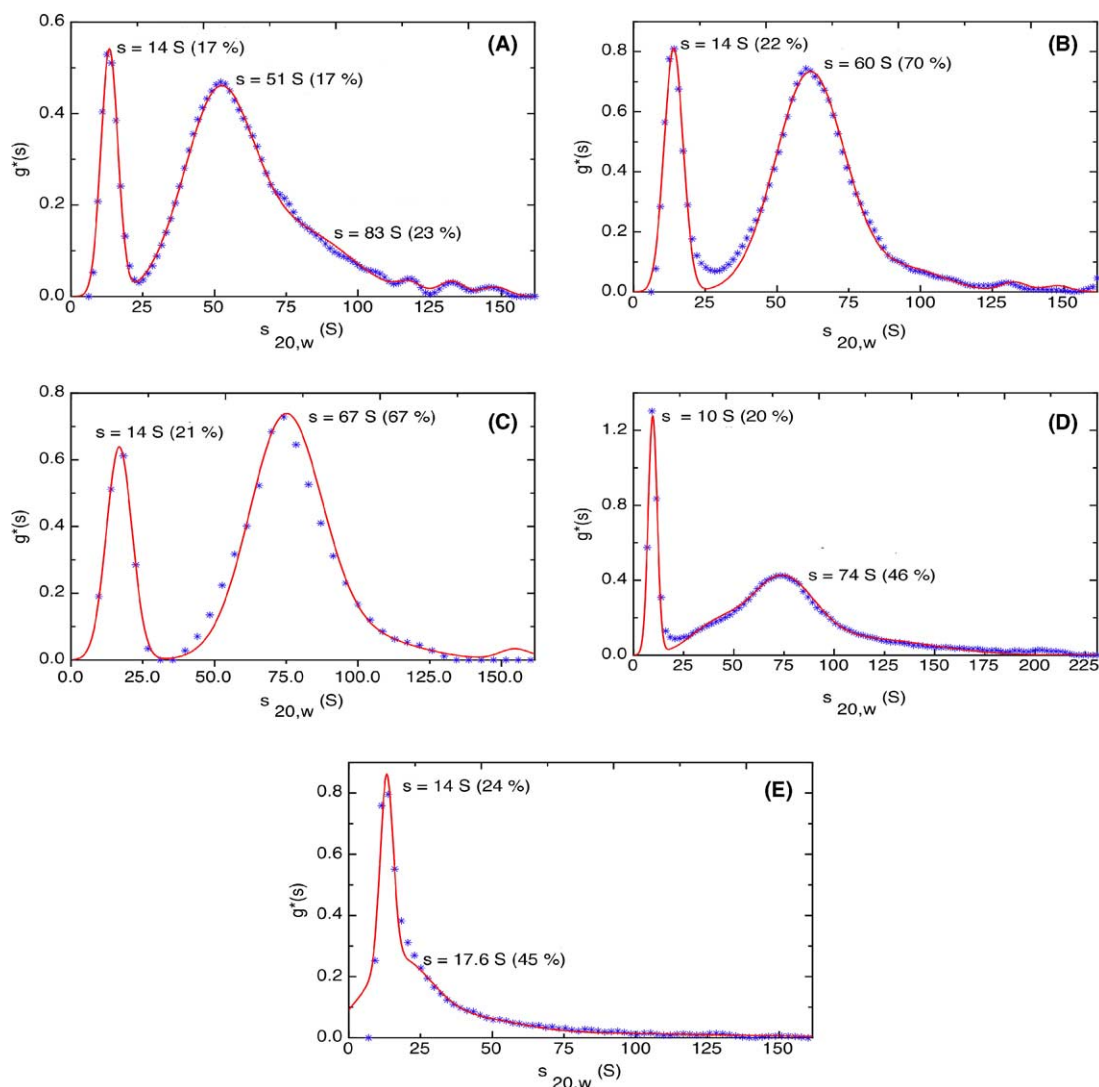 (A)
s = 14 S (17 %)
s = 51 S (17 %)
s = 83 S (23 %)
g*(s)
0.6
0.4
0.2
0.0
0 25 50 75 100 125 150
s 20,w (S)
(B)
s = 14 S (22 %)
s = 60 S (70 %)
g*(s)
0.8
0.6
0.4
0.2
0.0
0 25 50 75 100 125 150
s 20,w (S)
(C)
s = 14 S (21 %)
s = 67 S (67 %)
g*(s)
0.8
0.6
0.4
0.2
0.0
0 25.0 50.0 75.0 100.0 125.0 150.0
s 20,w (S)
(D)
s = 10 S (20 %)
s = 74 S (46 %)
g*(s)
1.2
0.8
0.4
0.0
0 25 50 75 100 125 150 175 200 225
s 20,w (S)
(E)
s = 14 S (24 %)
s = 17.6 S (45 %)
g*(s)
0.8
0.6
0.4
0.2
0.0
0 25 50 75 100 125 150
s 20,w (S)